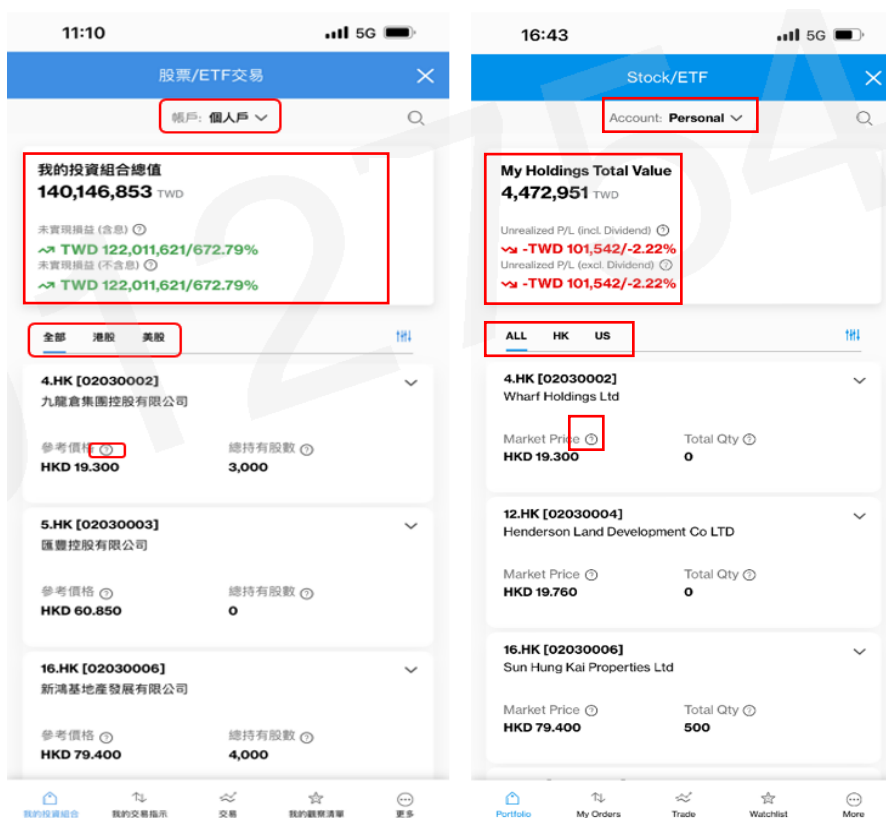 11:10
5G
股票/ETF交易
帳戶: 個人戶
我的投資組合總值
140,146,853 TWD
未實現損益 (含息)
TWD 122,011,621/672.79%
未實現損益 (不含息)
TWD 122,011,621/672.79%
全部 港股 美股
4.HK [02030002]
九龍倉集團控股有限公司
參考價格 總持有股數
HKD 19.300 3,000
5.HK [02030003]
匯豐控股有限公司
參考價格 總持有股數
HKD 60.850 0
16.HK [02030006]
新鴻基地產發展有限公司
參考價格 總持有股數
HKD 79.400 4,000
我的投資組合 我的交易指示 交易 我的觀察清單 更多
16:43
5G
Stock/ETF
Account: Personal
My Holdings Total Value
4,472,951 TWD
Unrealized P/L (incl. Dividend)
-TWD 101,542/-2.22%
Unrealized P/L (excl. Dividend)
-TWD 101,542/-2.22%
ALL HK US
4.HK [02030002]
Wharf Holdings Ltd
Market Price Total Qty
HKD 19.300 0
12.HK [02030004]
Henderson Land Development Co LTD
Market Price Total Qty
HKD 19.760 0
16.HK [02030006]
Sun Hung Kai Properties Ltd
Market Price Total Qty
HKD 79.400 500
Portfolio My Orders Trade Watchlist More